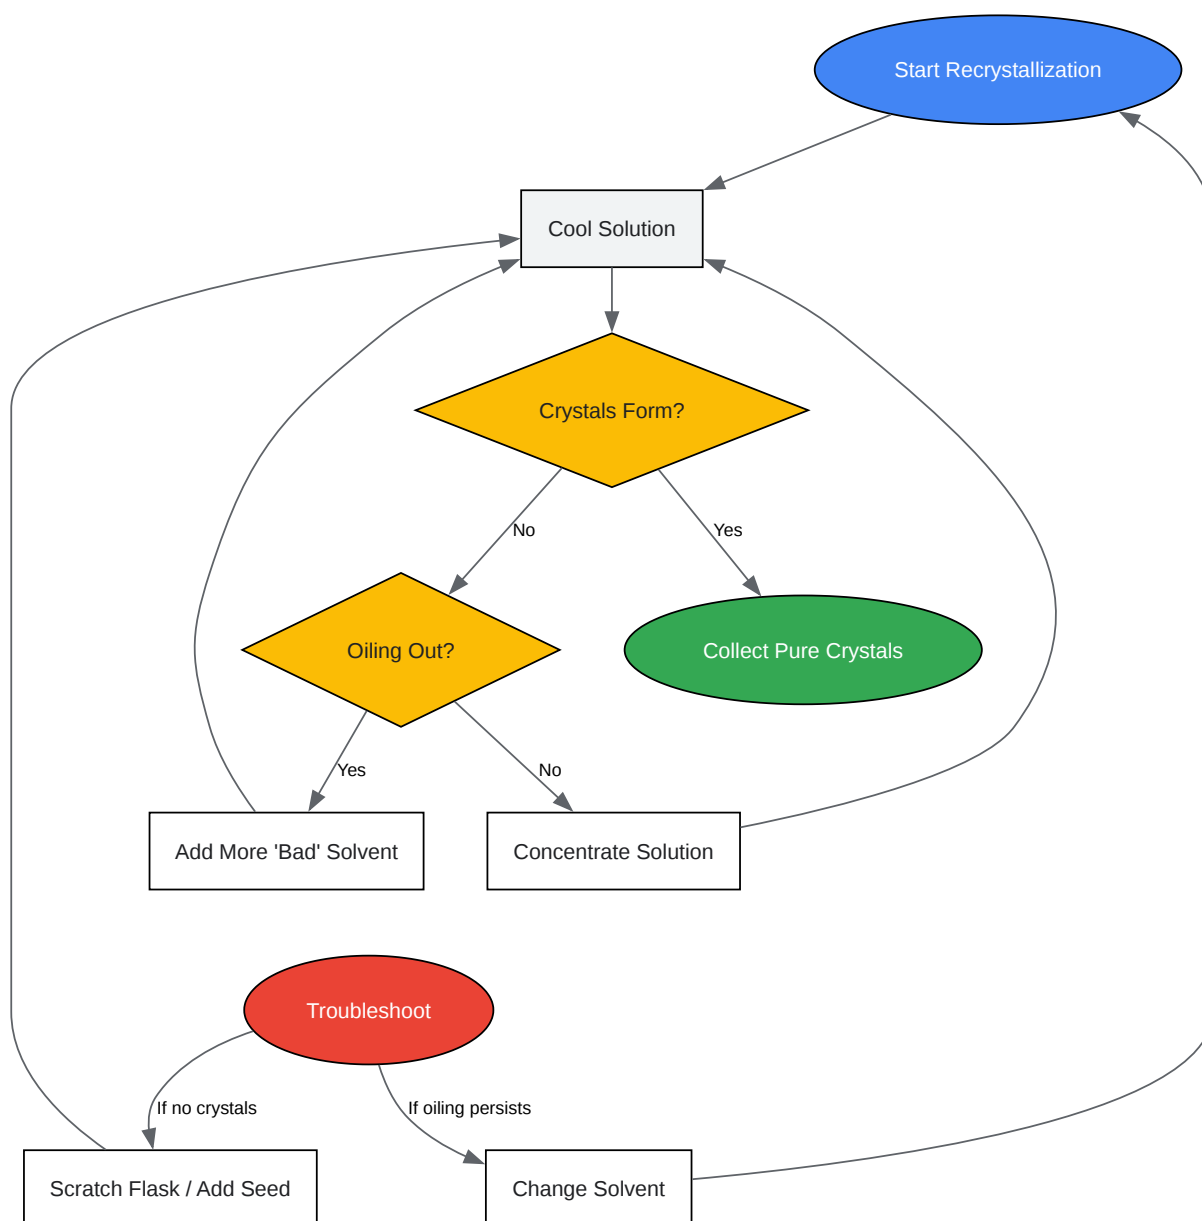 Start Recrystallization
Cool Solution
Crystals Form?
No
Yes
Oiling Out?
Collect Pure Crystals
Yes
No
Add More 'Bad' Solvent
Concentrate Solution
Troubleshoot
If no crystals
If oiling persists
Scratch Flask / Add Seed
Change Solvent